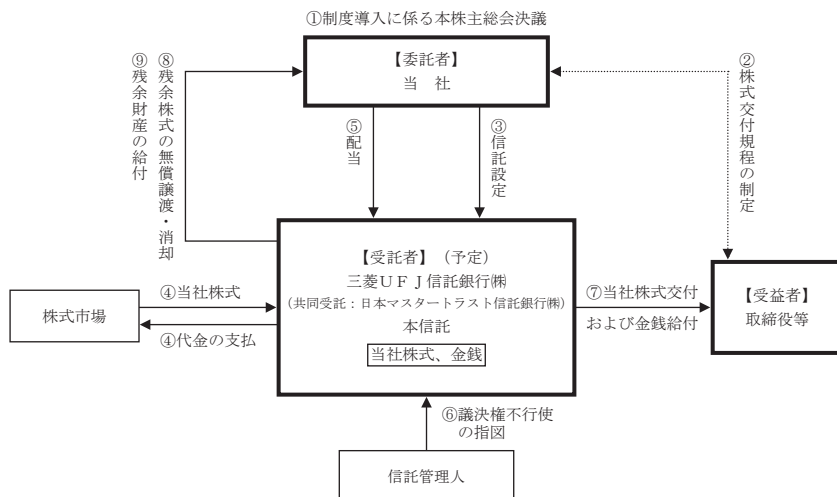 ①制度導入に係る本株主総会決議
【委託者】
当　社
⑨残余財産の給付
⑧残余株式の無償譲渡・消却
⑤配当
③信託設定
②株式交付規程の制定
【受託者】（予定）
三菱ＵＦＪ信託銀行㈱
（共同受託：日本マスタートラスト信託銀行㈱）
本信託
当社株式、金銭
株式市場
④当社株式
④代金の支払
⑦当社株式交付
および金銭給付
【受益者】
取締役等
⑥議決権不行使
の指図
信託管理人